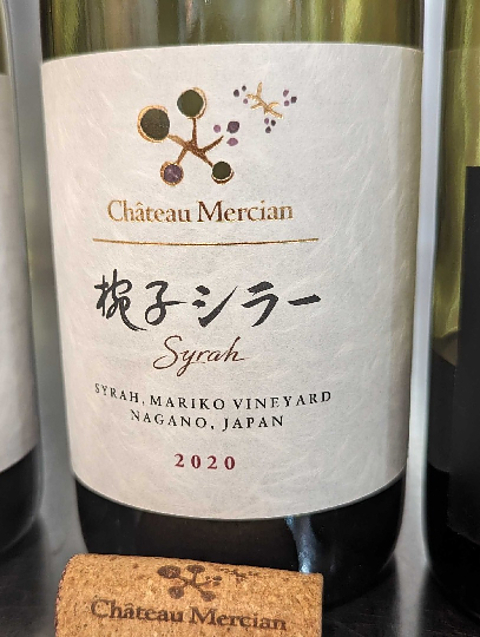 Château Mercian
椀子シラー
Syrah
SYRAH, MARIKO VINEYARD
NAGANO, JAPAN
2020
Château Mercian